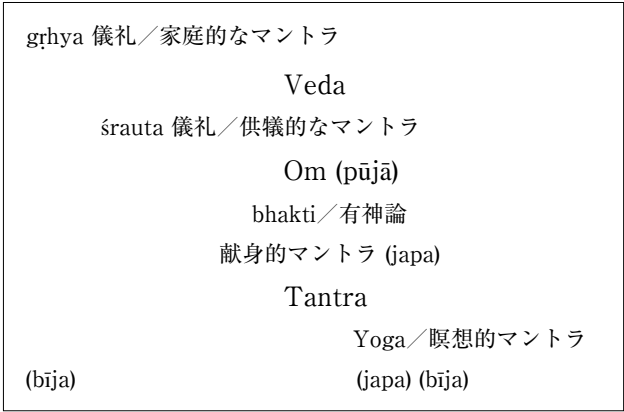 gṛhya 儀礼／家庭的なマントラ
Veda
śrauta 儀礼／供犠的なマントラ
Om (pūjā)
bhakti／有神論
献身的マントラ (japa)
Tantra
Yoga／瞑想的マントラ
(bīja) (japa) (bīja)